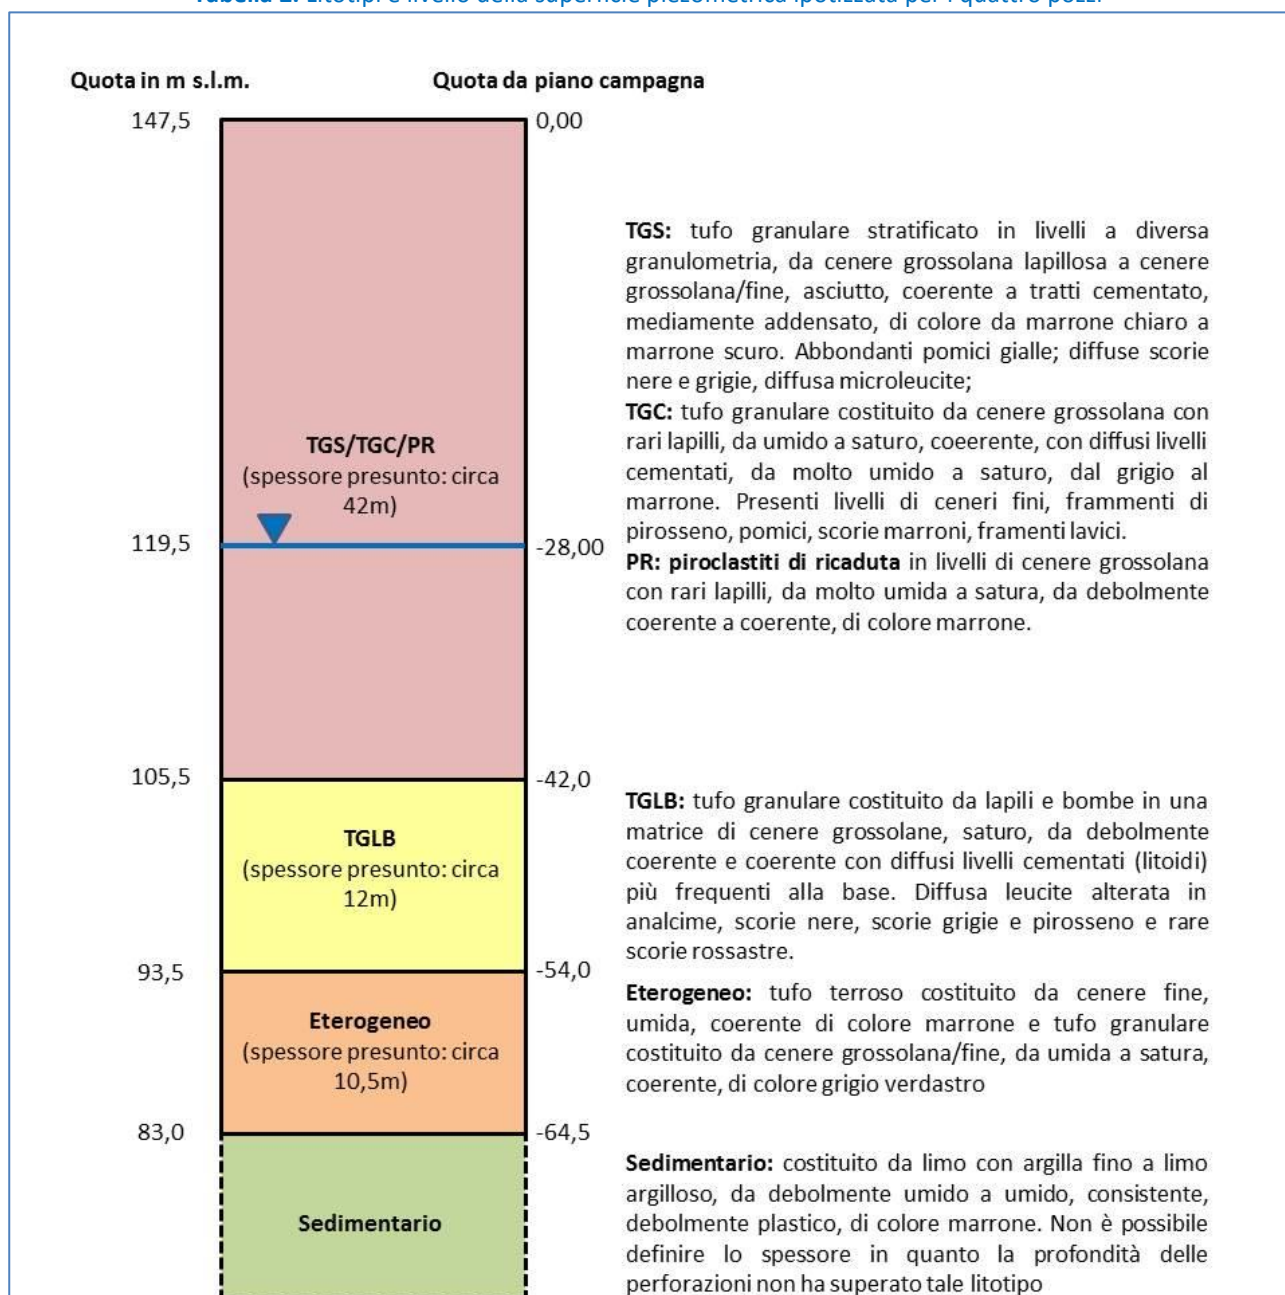 Tabella 2. Litotipi e livello della superficie piezometrica ipotizzata per i quattro pozzi
Quota in m s.l.m.
Quota da piano campagna
147,5
0,00
TGS: tufo granulare stratificato in livelli a diversa
granulometria, da cenere grossolana lapillosa a cenere
grossolana/fine, asciutto, coerente a tratti cementato,
mediamente addensato, di colore da marrone chiaro a
marrone scuro. Abbondanti pomici gialle; diffuse scorie
nere e grigie, diffusa microleucite;
TGC: tufo granulare costituito da cenere grossolana con
rari lapilli, da umido a saturo, coeerente, con diffusi livelli
cementati, da molto umido a saturo, dal grigio al
marrone. Presenti livelli di ceneri fini, frammenti di
pirosseno, pomici, scorie marroni, framenti lavici.
PR: piroclastiti di ricaduta in livelli di cenere grossolana
con rari lapilli, da molto umida a satura, da debolmente
coerente a coerente, di colore marrone.
TGS/TGC/PR
(spessore presunto: circa
42m)
119,5
-28,00
105,5
-42,0
TGLB: tufo granulare costituito da lapili e bombe in una
matrice di cenere grossolane, saturo, da debolmente
coerente e coerente con diffusi livelli cementati (litoidi)
più frequenti alla base. Diffusa leucite alterata in
analcime, scorie nere, scorie grigie e pirosseno e rare
scorie rossastre.
TGLB
(spessore presunto: circa
12m)
93,5
-54,0
Eterogeneo: tufo terroso costituito da cenere fine,
umida, coerente di colore marrone e tufo granulare
costituito da cenere grossolana/fine, da umida a satura,
coerente, di colore grigio verdastro
Eterogeneo
(spessore presunto: circa
10,5m)
83,0
-64,5
Sedimentario: costituito da limo con argilla fino a limo
argilloso, da debolmente umido a umido, consistente,
debolmente plastico, di colore marrone. Non è possibile
definire lo spessore in quanto la profondità delle
perforazioni non ha superato tale litotipo
Sedimentario